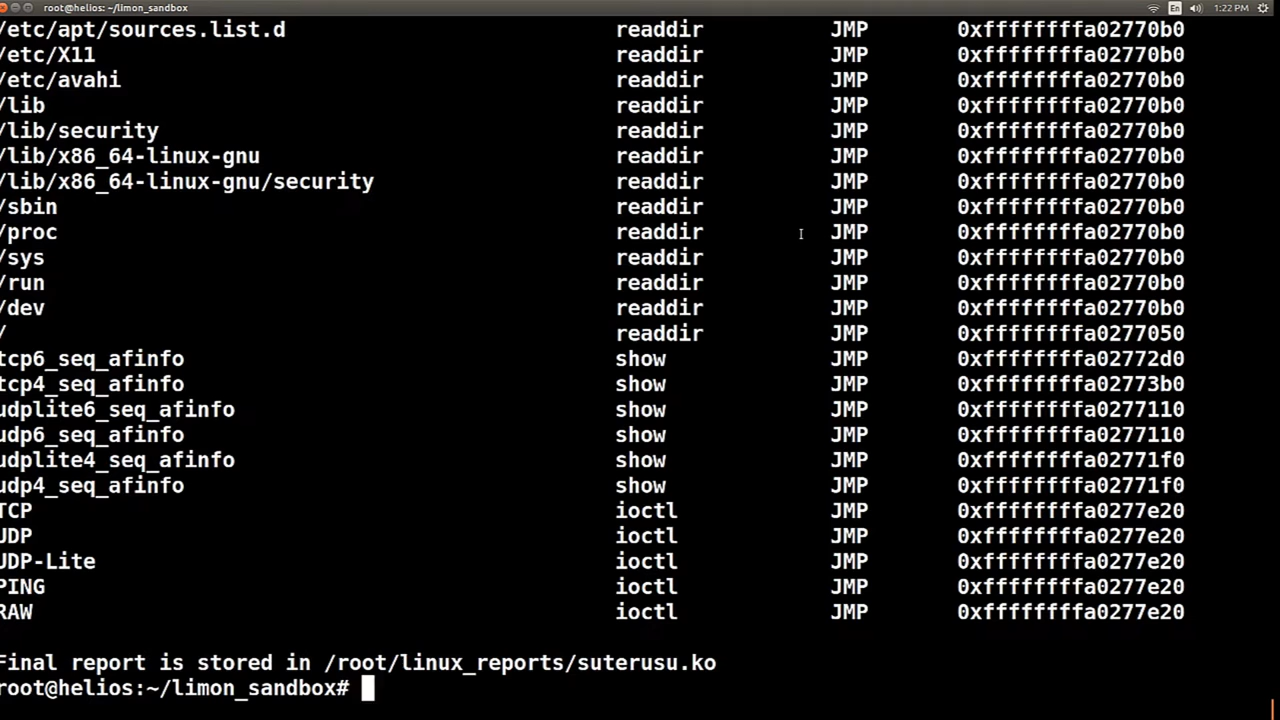 root@helios: ~/limon_sandbox En 1:22 PM
/etc/apt/sources.list.d readdir JMP 0xffffffffa02770b0
/etc/X11 readdir JMP 0xffffffffa02770b0
/etc/avahi readdir JMP 0xffffffffa02770b0
/lib readdir JMP 0xffffffffa02770b0
/lib/security readdir JMP 0xffffffffa02770b0
/lib/x86_64-linux-gnu readdir JMP 0xffffffffa02770b0
/lib/x86_64-linux-gnu/security readdir JMP 0xffffffffa02770b0
/sbin readdir JMP 0xffffffffa02770b0
/proc readdir JMP 0xffffffffa02770b0
/sys readdir JMP 0xffffffffa02770b0
/run readdir JMP 0xffffffffa02770b0
/dev readdir JMP 0xffffffffa02770b0
/ readdir JMP 0xffffffffa0277050
tcp6_seq_afinfo show JMP 0xffffffffa02772d0
tcp4_seq_afinfo show JMP 0xffffffffa02773b0
udplite6_seq_afinfo show JMP 0xffffffffa0277110
udp6_seq_afinfo show JMP 0xffffffffa0277110
udplite4_seq_afinfo show JMP 0xffffffffa02771f0
udp4_seq_afinfo show JMP 0xffffffffa02771f0
TCP ioctl JMP 0xffffffffa0277e20
UDP ioctl JMP 0xffffffffa0277e20
UDP-Lite ioctl JMP 0xffffffffa0277e20
PING ioctl JMP 0xffffffffa0277e20
RAW ioctl JMP 0xffffffffa0277e20
Final report is stored in /root/linux_reports/suterusu.ko
root@helios:~/limon_sandbox#